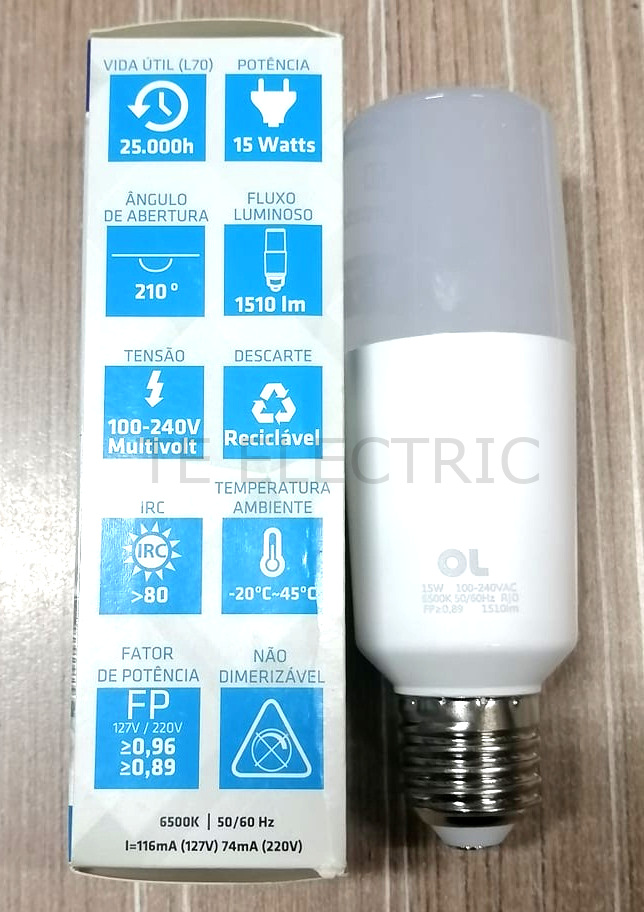 VIDA ÚTIL (L70)
25.000h
POTÊNCIA
15 Watts
ÂNGULO
DE ABERTURA
210 º
FLUXO
LUMINOSO
1510 lm
TENSÃO
100-240V
Multivolt
DESCARTE
Reciclável
IRC
IRC
>80
TEMPERATURA
AMBIENTE
-20°C~45°C
FATOR
DE POTÊNCIA
FP
127V / 220V
≥0,96
≥0,89
NÃO
DIMERIZÁVEL
6500K | 50/60 Hz
I=116mA (127V) 74mA (220V)
OL
15W 100-240VAC
6500K 50/60Hz R|O
FP≥0,89 1510lm
TE ELECTRIC